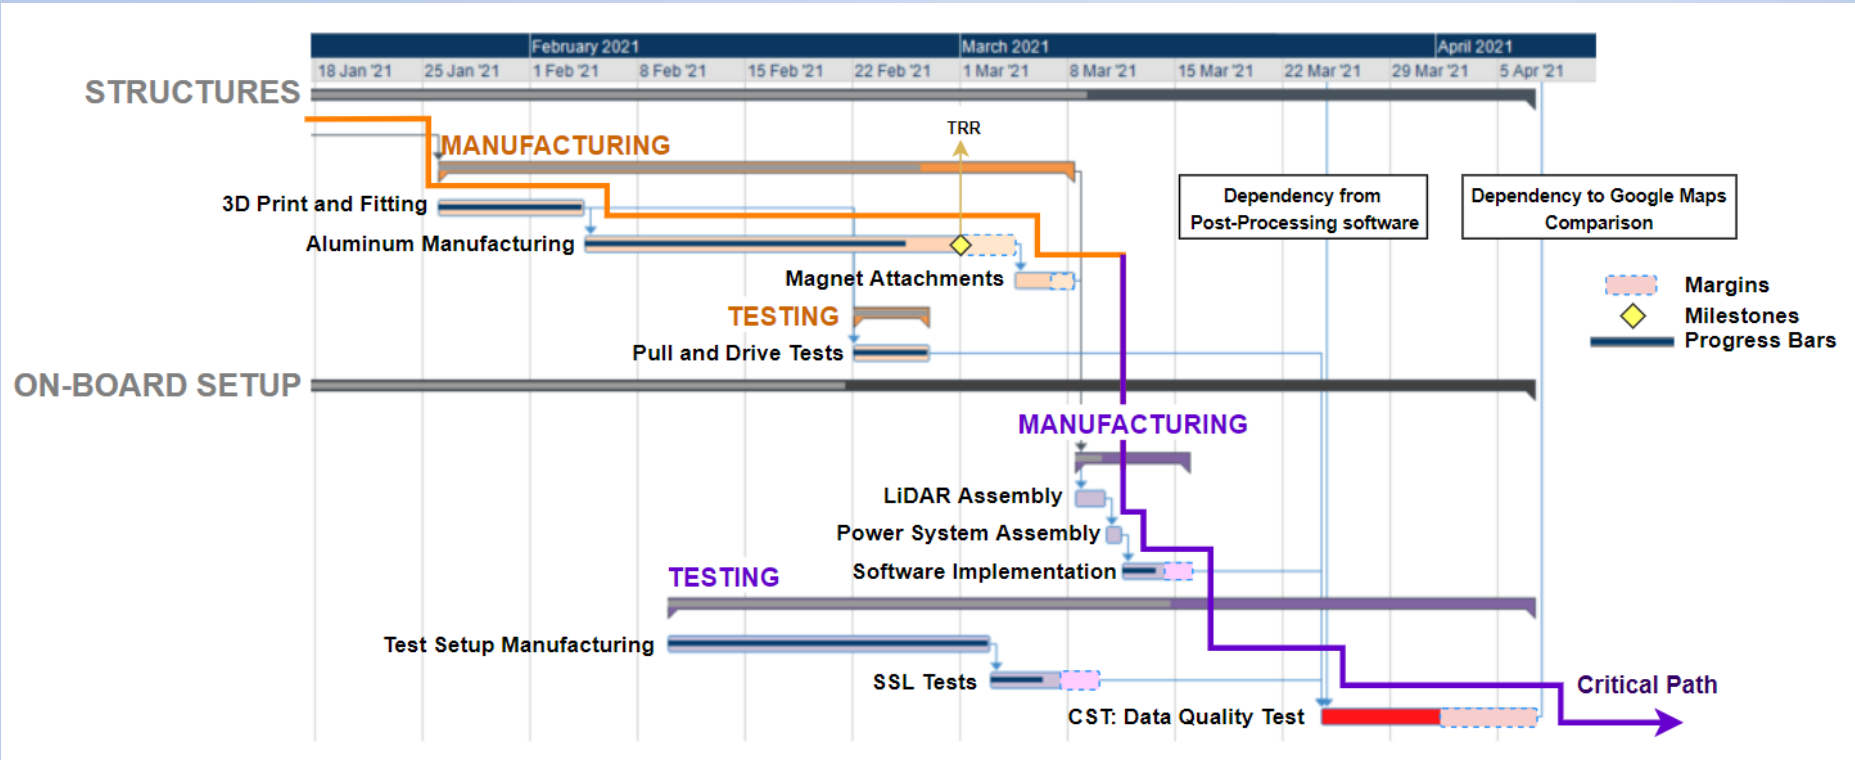 February 2021 March 2021 April 2021
18 Jan '21 25 Jan '21 1 Feb '21 8 Feb '21 15 Feb '21 22 Feb '21 1 Mar '21 8 Mar '21 15 Mar '21 22 Mar '21 29 Mar '21 5 Apr '21
STRUCTURES
TRR
MANUFACTURING
3D Print and Fitting
Dependency from
Post-Processing software
Dependency to Google Maps
Comparison
Aluminum Manufacturing
Magnet Attachments
Margins
TESTING
Milestones
Pull and Drive Tests
Progress Bars
ON-BOARD SETUP
MANUFACTURING
LiDAR Assembly
Power System Assembly
Software Implementation
TESTING
Test Setup Manufacturing
SSL Tests
Critical Path
CST: Data Quality Test